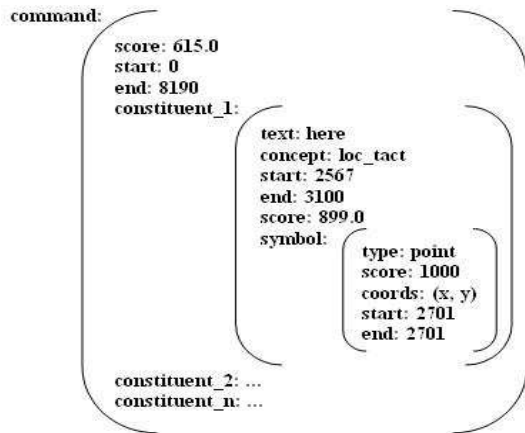 command:
score: 615.0
start: 0
end: 8190
constituent_1:
text: here
concept: loc_tact
start: 2567
end: 3100
score: 899.0
symbol:
type: point
score: 1000
coords: (x, y)
start: 2701
end: 2701
constituent_2: ...
constituent_n: ...